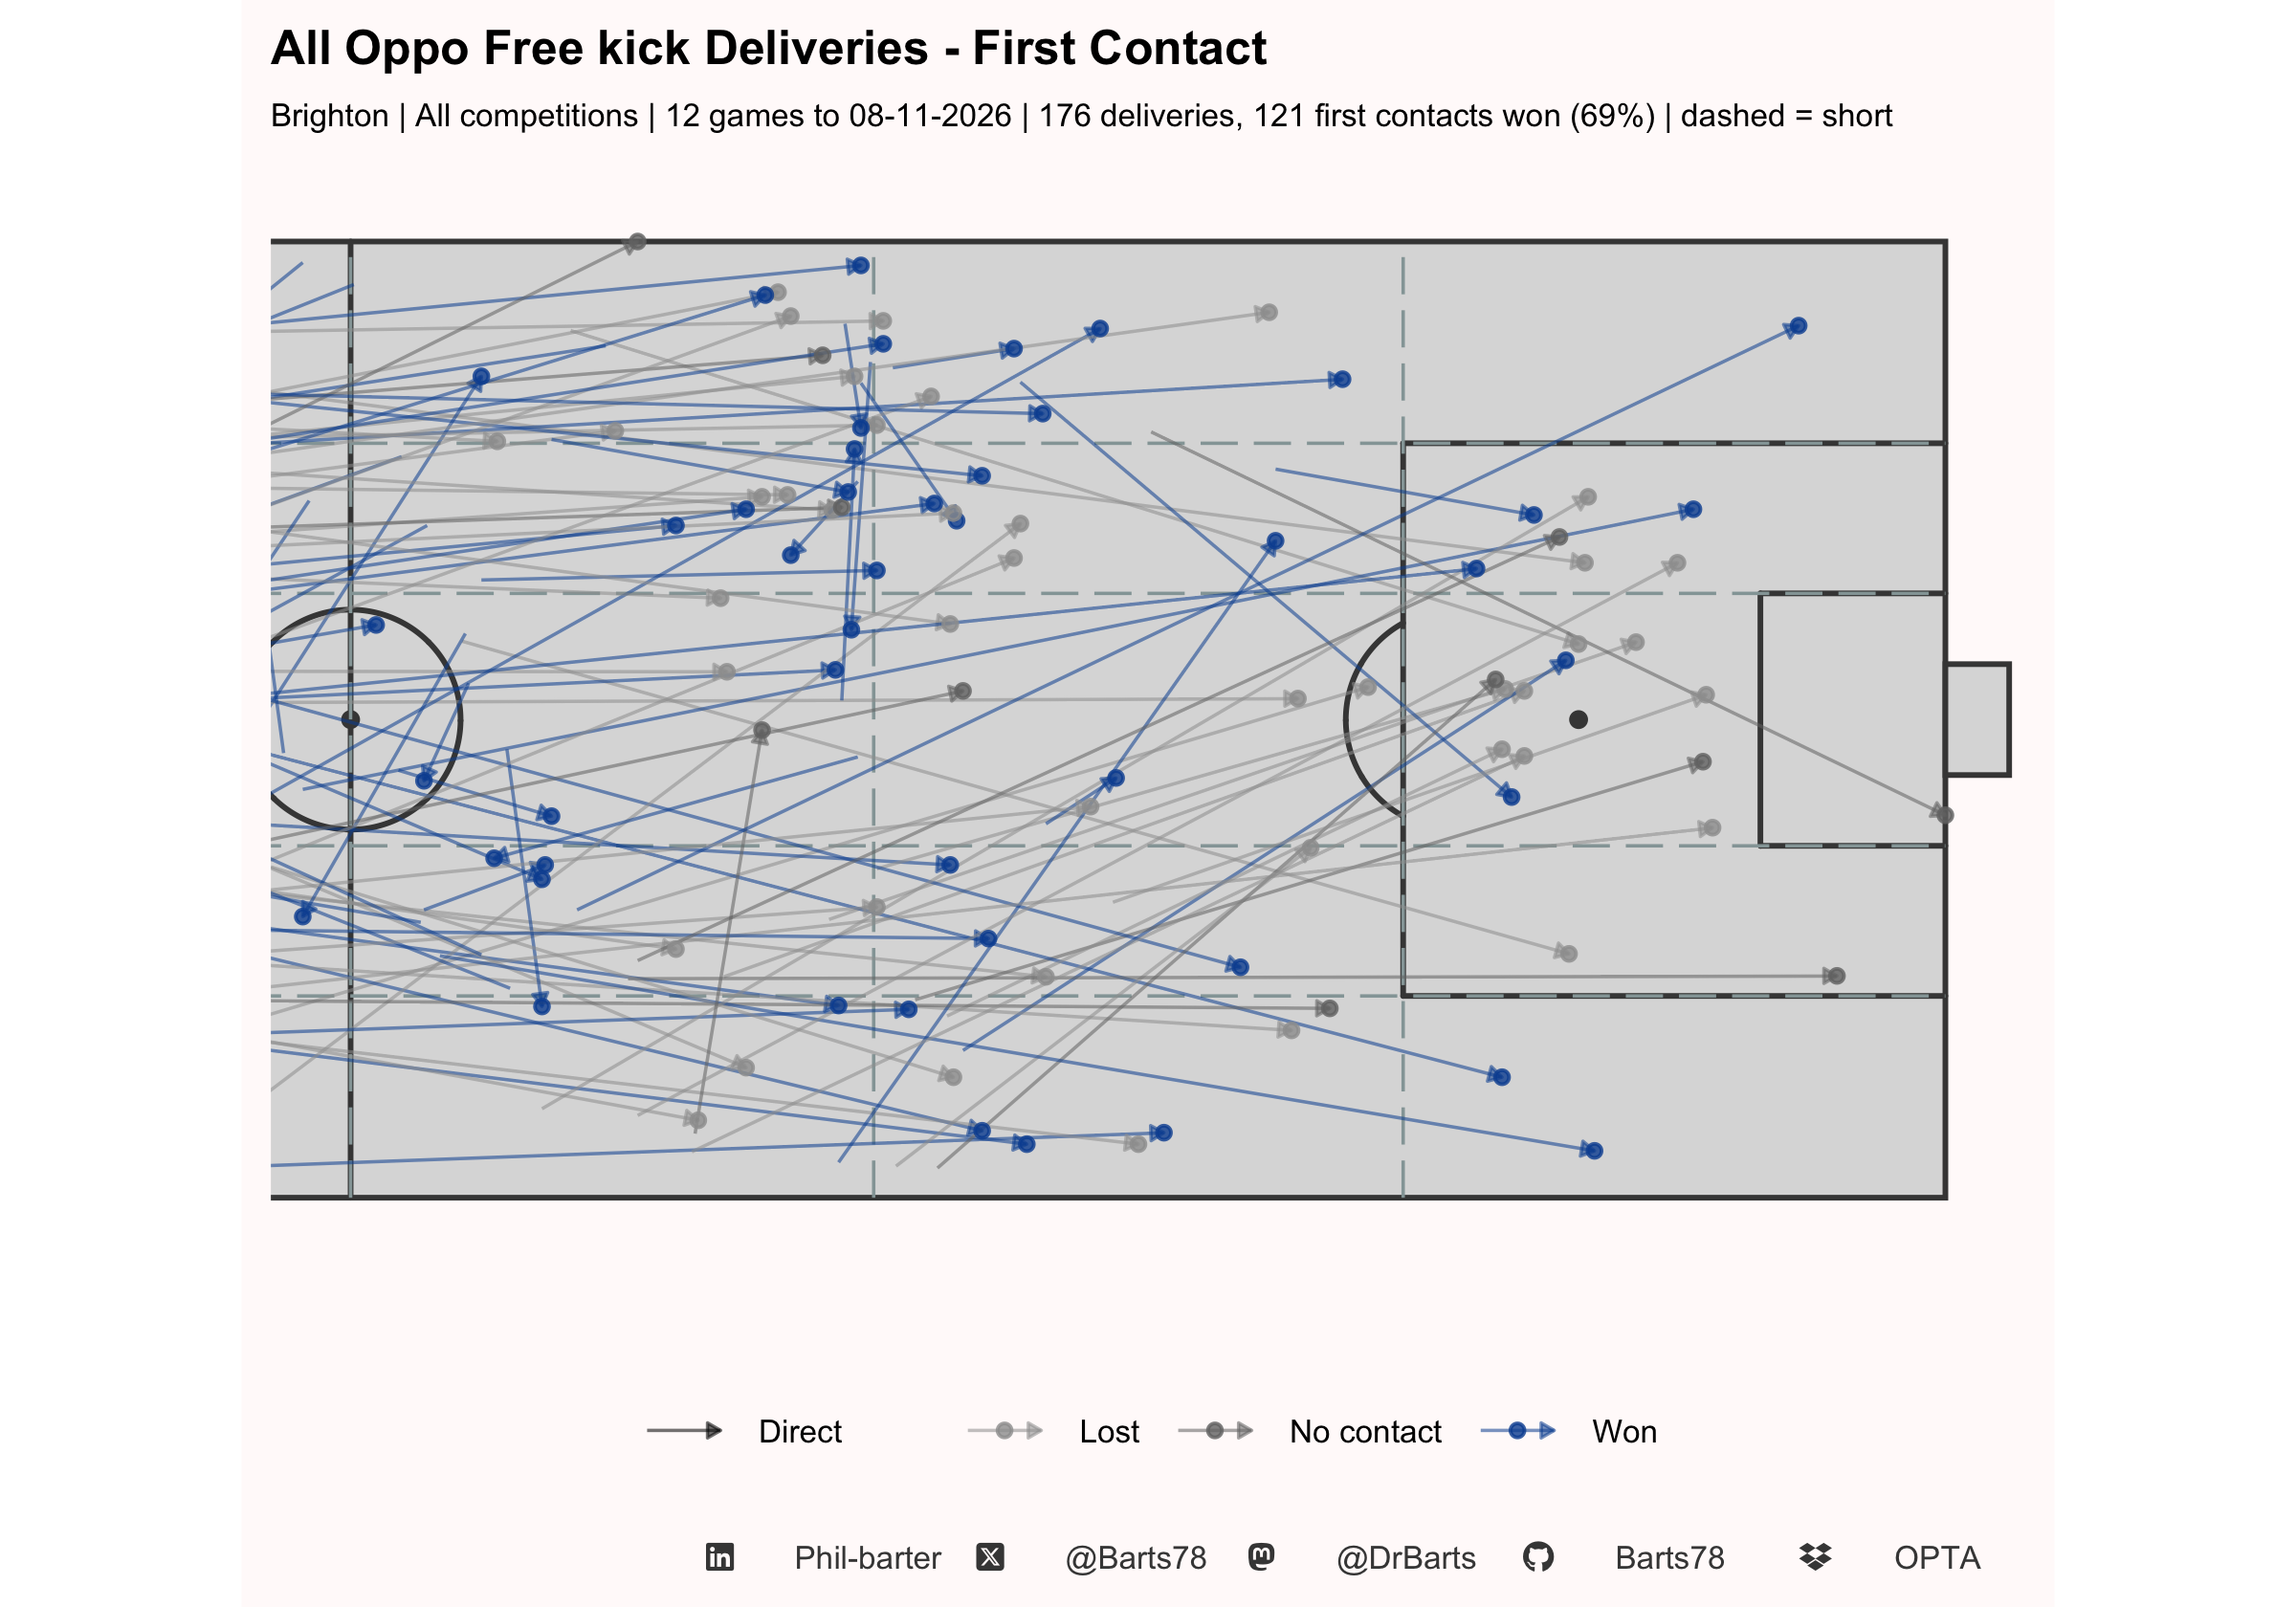 All Oppo Free kick Deliveries - First Contact
Brighton | All competitions | 12 games to 08-11-2026 | 176 deliveries, 121 first contacts won (69%) | dashed = short
Direct Lost No contact Won
Phil-barter @Barts78 @DrBarts Barts78 OPTA